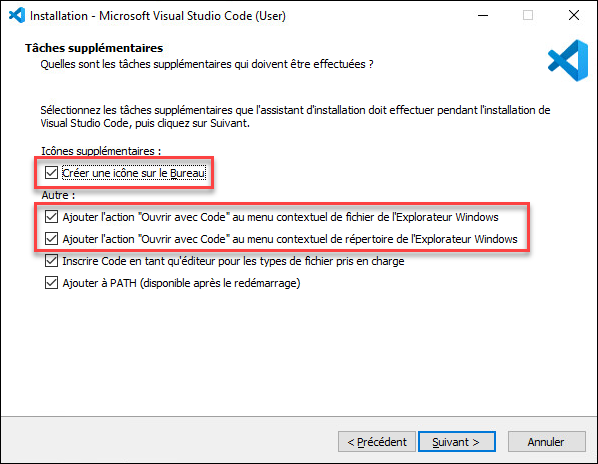 Installation - Microsoft Visual Studio Code (User)
Tâches supplémentaires
Quelles sont les tâches supplémentaires qui doivent être effectuées ?
Sélectionnez les tâches supplémentaires que l'assistant d'installation doit effectuer pendant l'installation de
Visual Studio Code, puis cliquez sur Suivant.
Icônes supplémentaires :
Créer une icône sur le Bureau
Autre :
Ajouter l'action "Ouvrir avec Code" au menu contextuel de fichier de l'Explorateur Windows
Ajouter l'action "Ouvrir avec Code" au menu contextuel de répertoire de l'Explorateur Windows
Inscrire Code en tant qu'éditeur pour les types de fichier pris en charge
Ajouter à PATH (disponible après le redémarrage)
< Précédent
Suivant >
Annuler